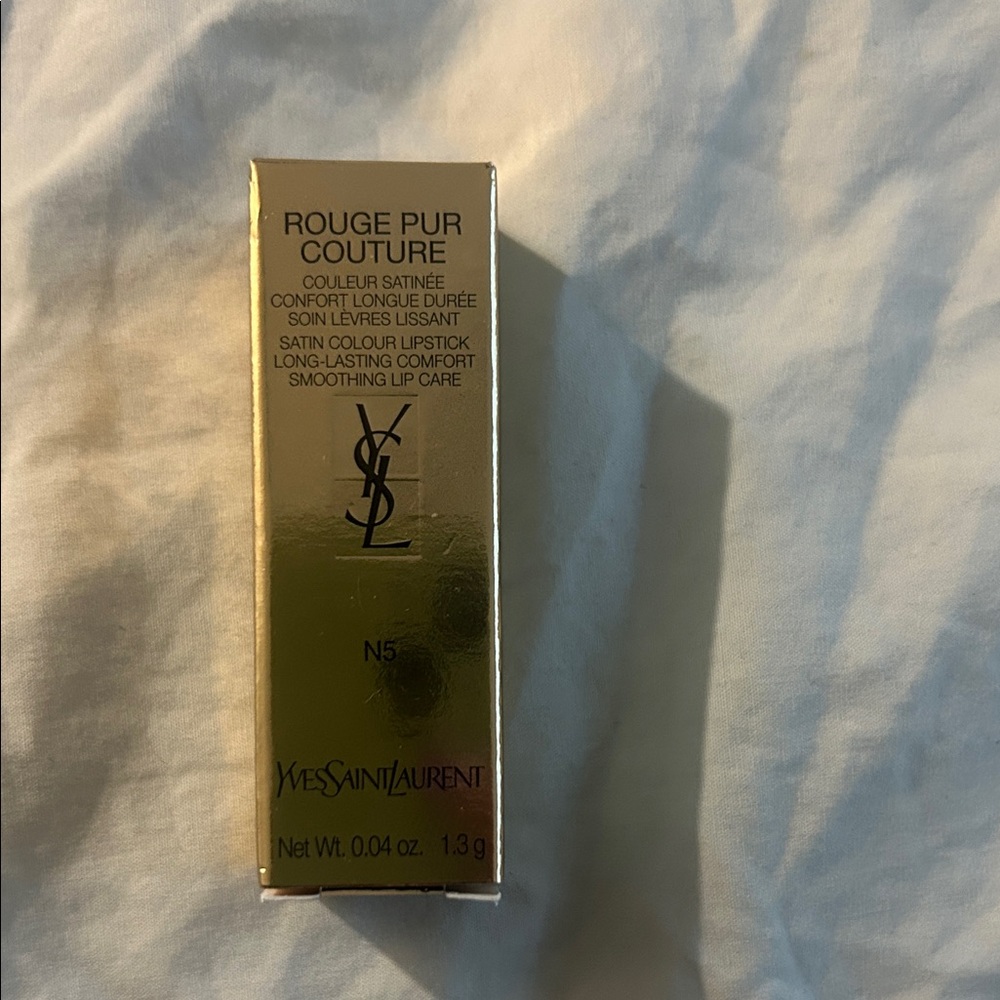 ROUGE PUR
COUTURE
COULEUR SATINÉE
CONFORT LONGUE DURÉE
SOIN LÈVRES LISSANT
SATIN COLOUR LIPSTICK
LONG-LASTING COMFORT
SMOOTHING LIP CARE
YSL
N5
YVESSAINTLAURENT
Net Wt. 0.04 oz. 1.3 g